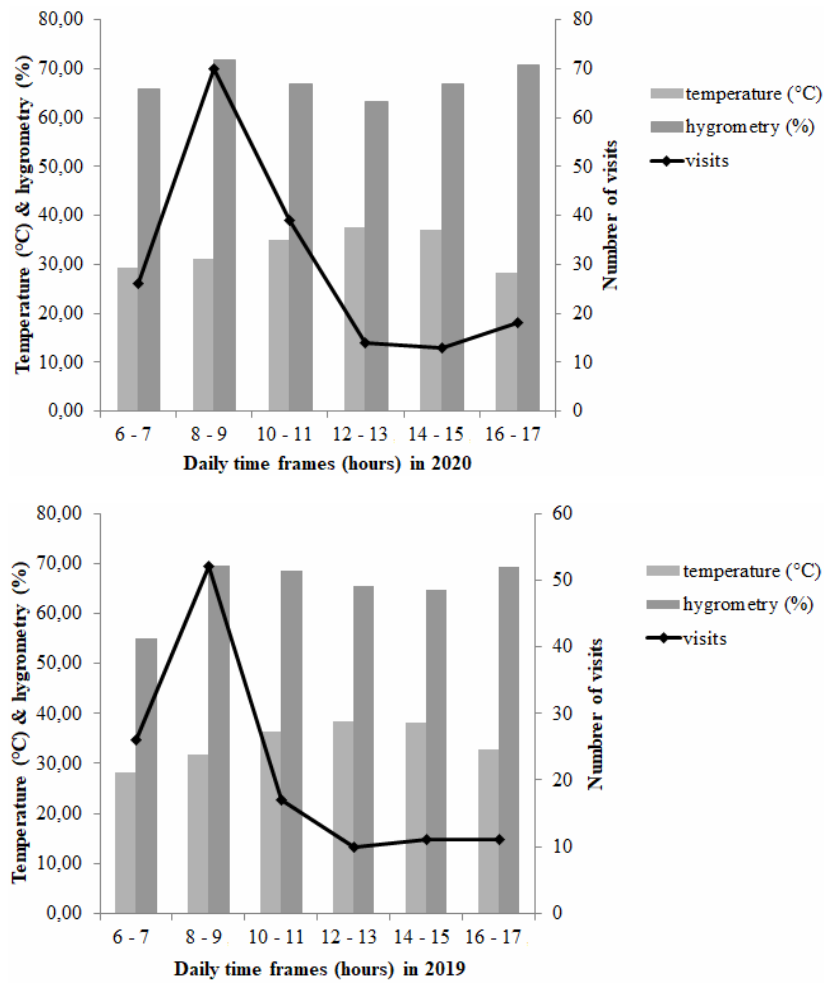 80,00
70,00
60,00
50,00
40,00
30,00
20,00
10,00
0,00
Temperature (°C) & hygrometry (%)
80
70
60
50
40
30
20
10
0
Numbrer of visits
temperature (°C)
hygrometry (%)
visits
6 - 7 8 - 9 10 - 11 12 - 13 14 - 15 16 - 17
Daily time frames (hours) in 2020
80,00
70,00
60,00
50,00
40,00
30,00
20,00
10,00
0,00
Temperature (°C) & hygrometry (%)
60
50
40
30
20
10
0
Numbrer of visits
temperature (°C)
hygrometry (%)
visits
6 - 7 8 - 9 10 - 11 12 - 13 14 - 15 16 - 17
Daily time frames (hours) in 2019